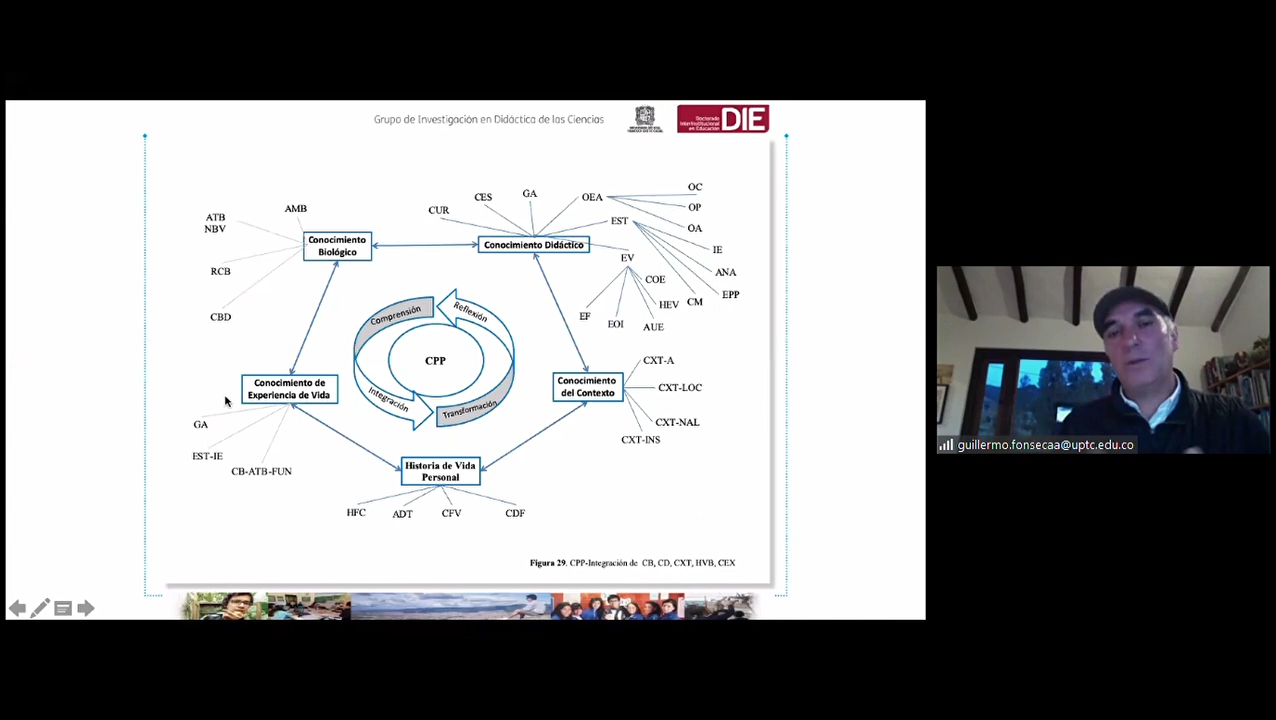 Grupo de Investigación en Didáctica de las Ciencias
Doctorado
Interinstitucional
en Educación
DIE
OC
GA
CES
OEA
OP
AMB
CUR
ATB
NBV
EST
OA
Conocimiento
Biológico
Conocimiento Didáctico
IE
EV
RCB
ANA
COE
EPP
CM
HEV
CBD
EF
EOI
AUE
Comprensión
Reflexión
CPP
Integración
Transformación
CXT-A
Conocimiento
del Contexto
CXT-LOC
Conocimiento de
Experiencia de Vida
CXT-NAL
GA
CXT-INS
EST-IE
CB-ATB-FUN
Historia de Vida
Personal
HFC
ADT
CFV
CDF
Figura 29. CPP-Integración de CB, CD, CXT, HVB, CEX
guillermo.fonsecaa@uptc.edu.co